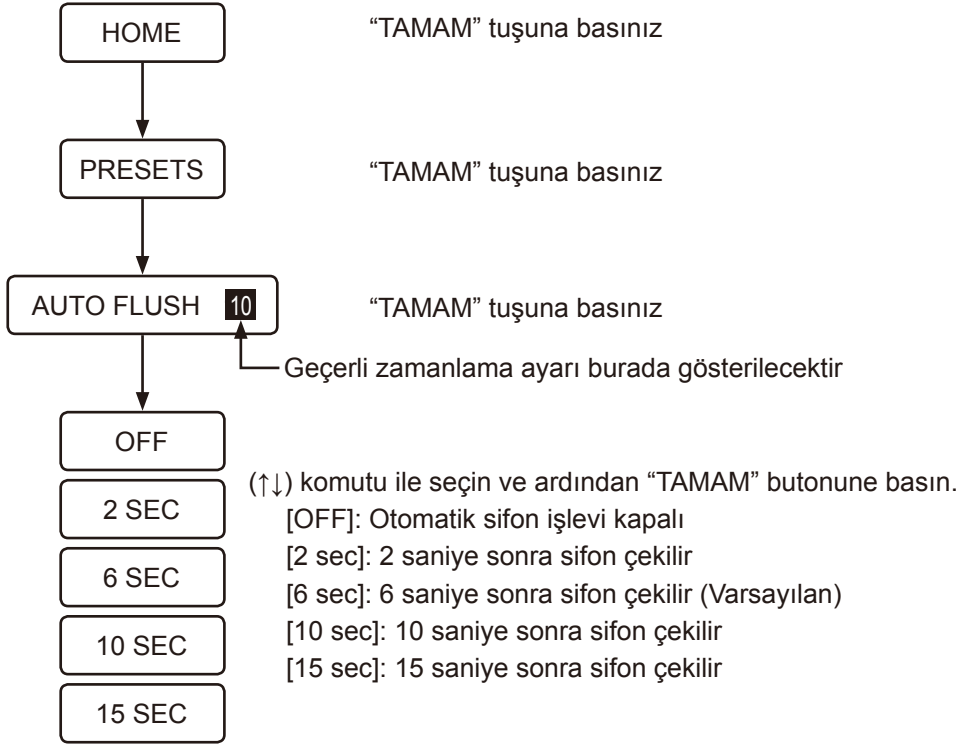 HOME
“TAMAM” tuşuna basınız
PRESETS
“TAMAM” tuşuna basınız
AUTO FLUSH 10
“TAMAM” tuşuna basınız
Geçerli zamanlama ayarı burada gösterilecektir
OFF
2 SEC
6 SEC
10 SEC
15 SEC
(↑↓) komutu ile seçin ve ardından “TAMAM” butonune basın.
[OFF]: Otomatik sifon işlevi kapalı
[2 sec]: 2 saniye sonra sifon çekilir
[6 sec]: 6 saniye sonra sifon çekilir (Varsayılan)
[10 sec]: 10 saniye sonra sifon çekilir
[15 sec]: 15 saniye sonra sifon çekilir